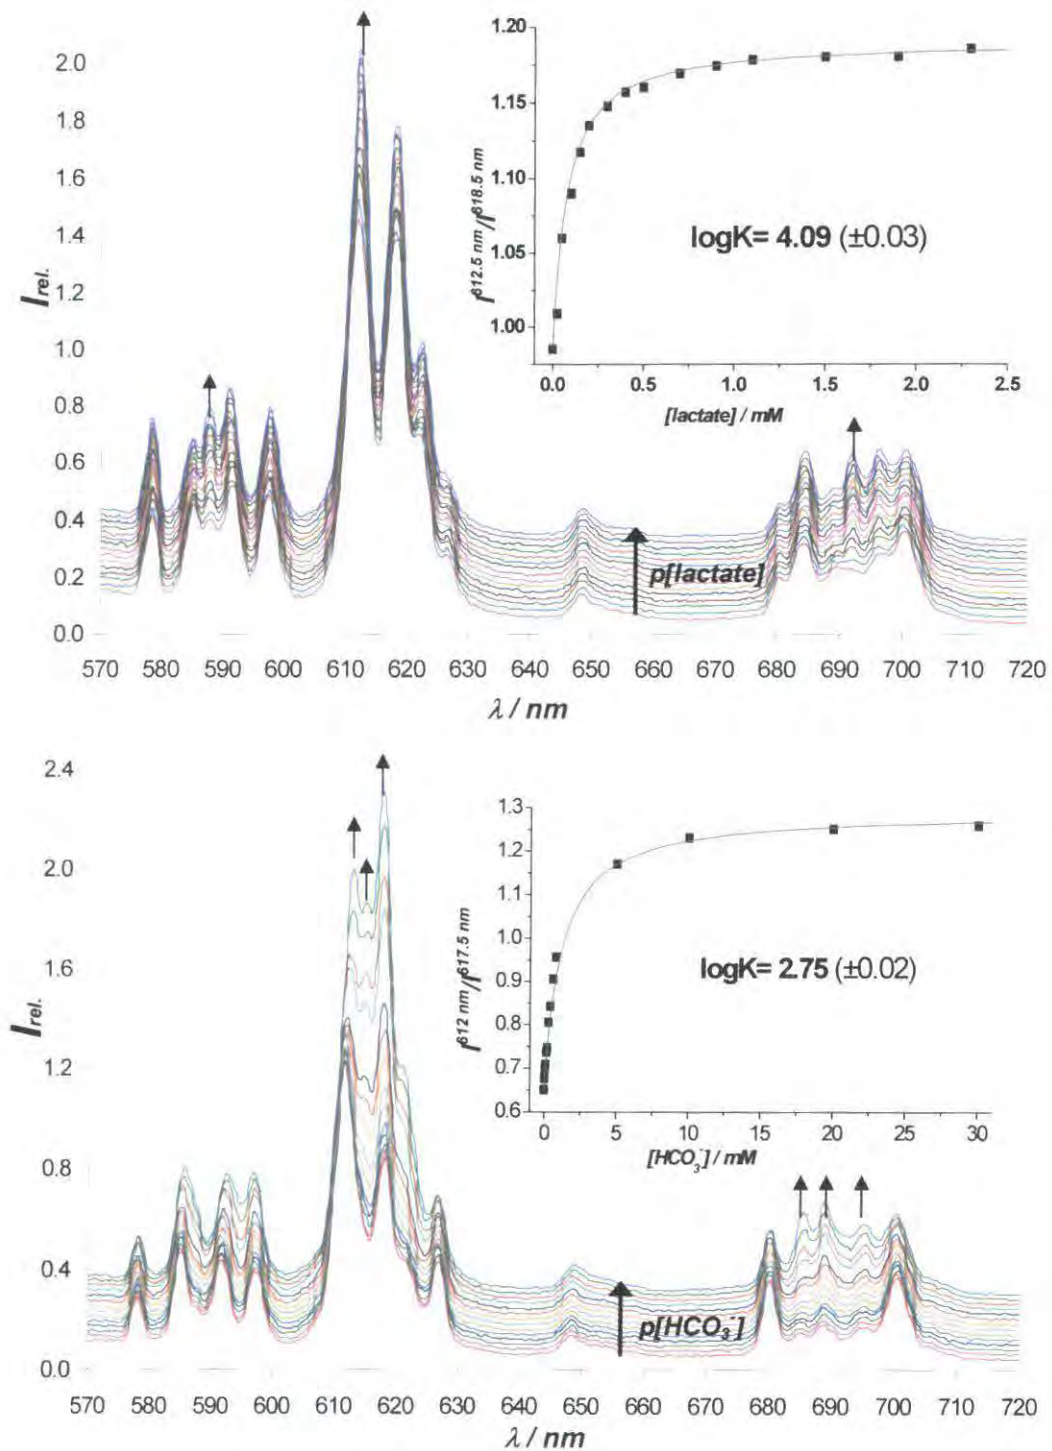 2.0
1.8
1.6
1.4
1.2
1.0
0.8
0.6
0.4
0.2
0.0
I rel.
570 580 590 600 610 620 630 640 650 660 670 680 690 700 710 720
λ / nm
p[lactate]
1.20
1.15
1.10
1.05
1.00
I^612.5 nm/I^618.5 nm
logK= 4.09 (±0.03)
0.0 0.5 1.0 1.5 2.0 2.5
[lactate] / mM
2.4
2.0
1.6
1.2
0.8
0.4
0.0
I rel.
570 580 590 600 610 620 630 640 650 660 670 680 690 700 710 720
λ / nm
p[HCO₃⁻]
1.3
1.2
1.1
1.0
0.9
0.8
0.7
0.6
I^612 nm/I^617.5 nm
logK= 2.75 (±0.02)
0 5 10 15 20 25 30
[HCO₃⁻] / mM